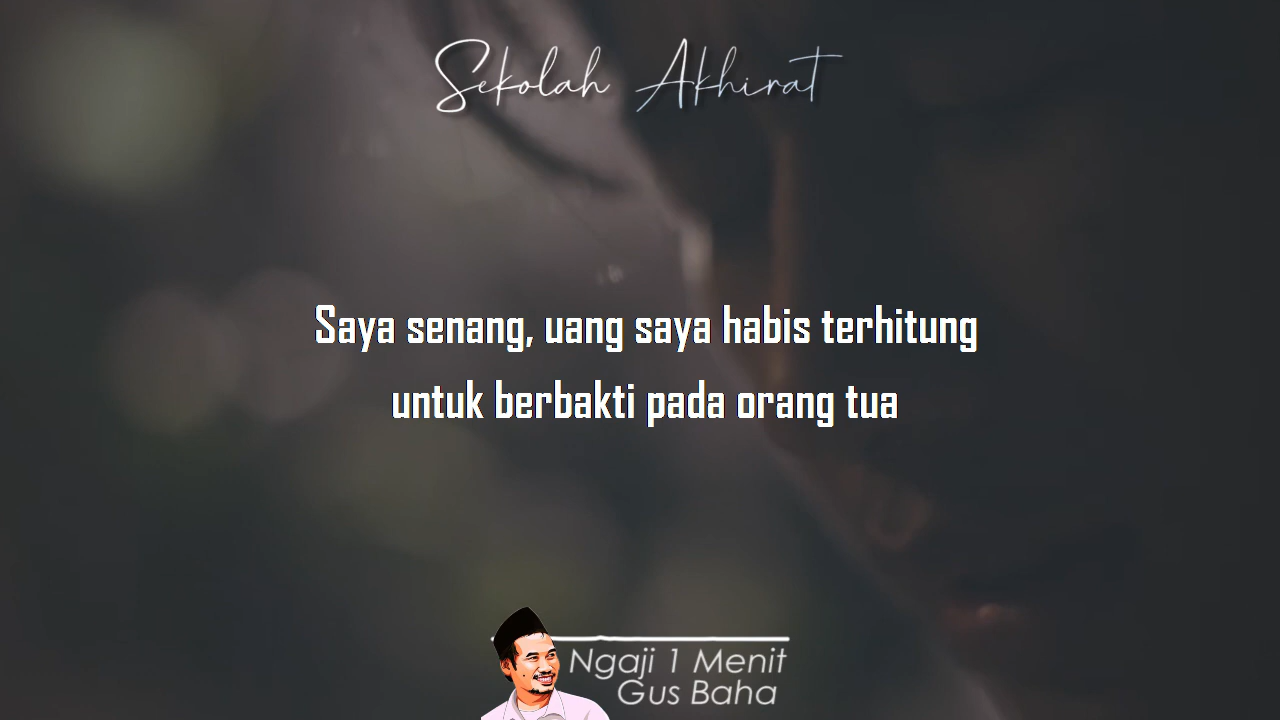 Sekolah Akhirat
Saya senang, uang saya habis terhitung
untuk berbakti pada orang tua
Ngaji 1 Menit
Gus Baha